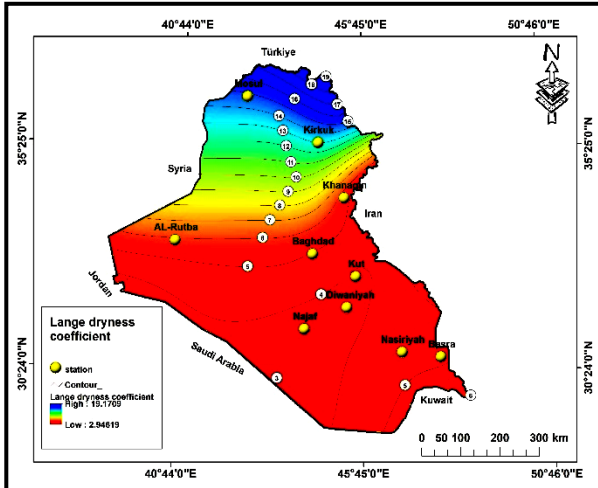 40°44'0"E 45°45'0"E 50°46'0"E
Türkiye
N
Mosul
19
18
16
17
15
14
13
Kirkuk
12
35°25'0"N
35°25'0"N
11
Syria
10
Khanaqin
9
8
7
Iran
AL-Rutba
6
Baghdad
5
Kut
Jordan
4
Diwaniyah
Najaf
Lange dryness
coefficient
station
Contour_
Lange dryness coefficient
High : 19.1709
Low : 2.94619
Saudi Arabia
Nasiriyah
Basra
3
5
6
Kuwait
30°24'0"N
30°24'0"N
0 50 100 200 300 km
40°44'0"E 45°45'0"E 50°46'0"E